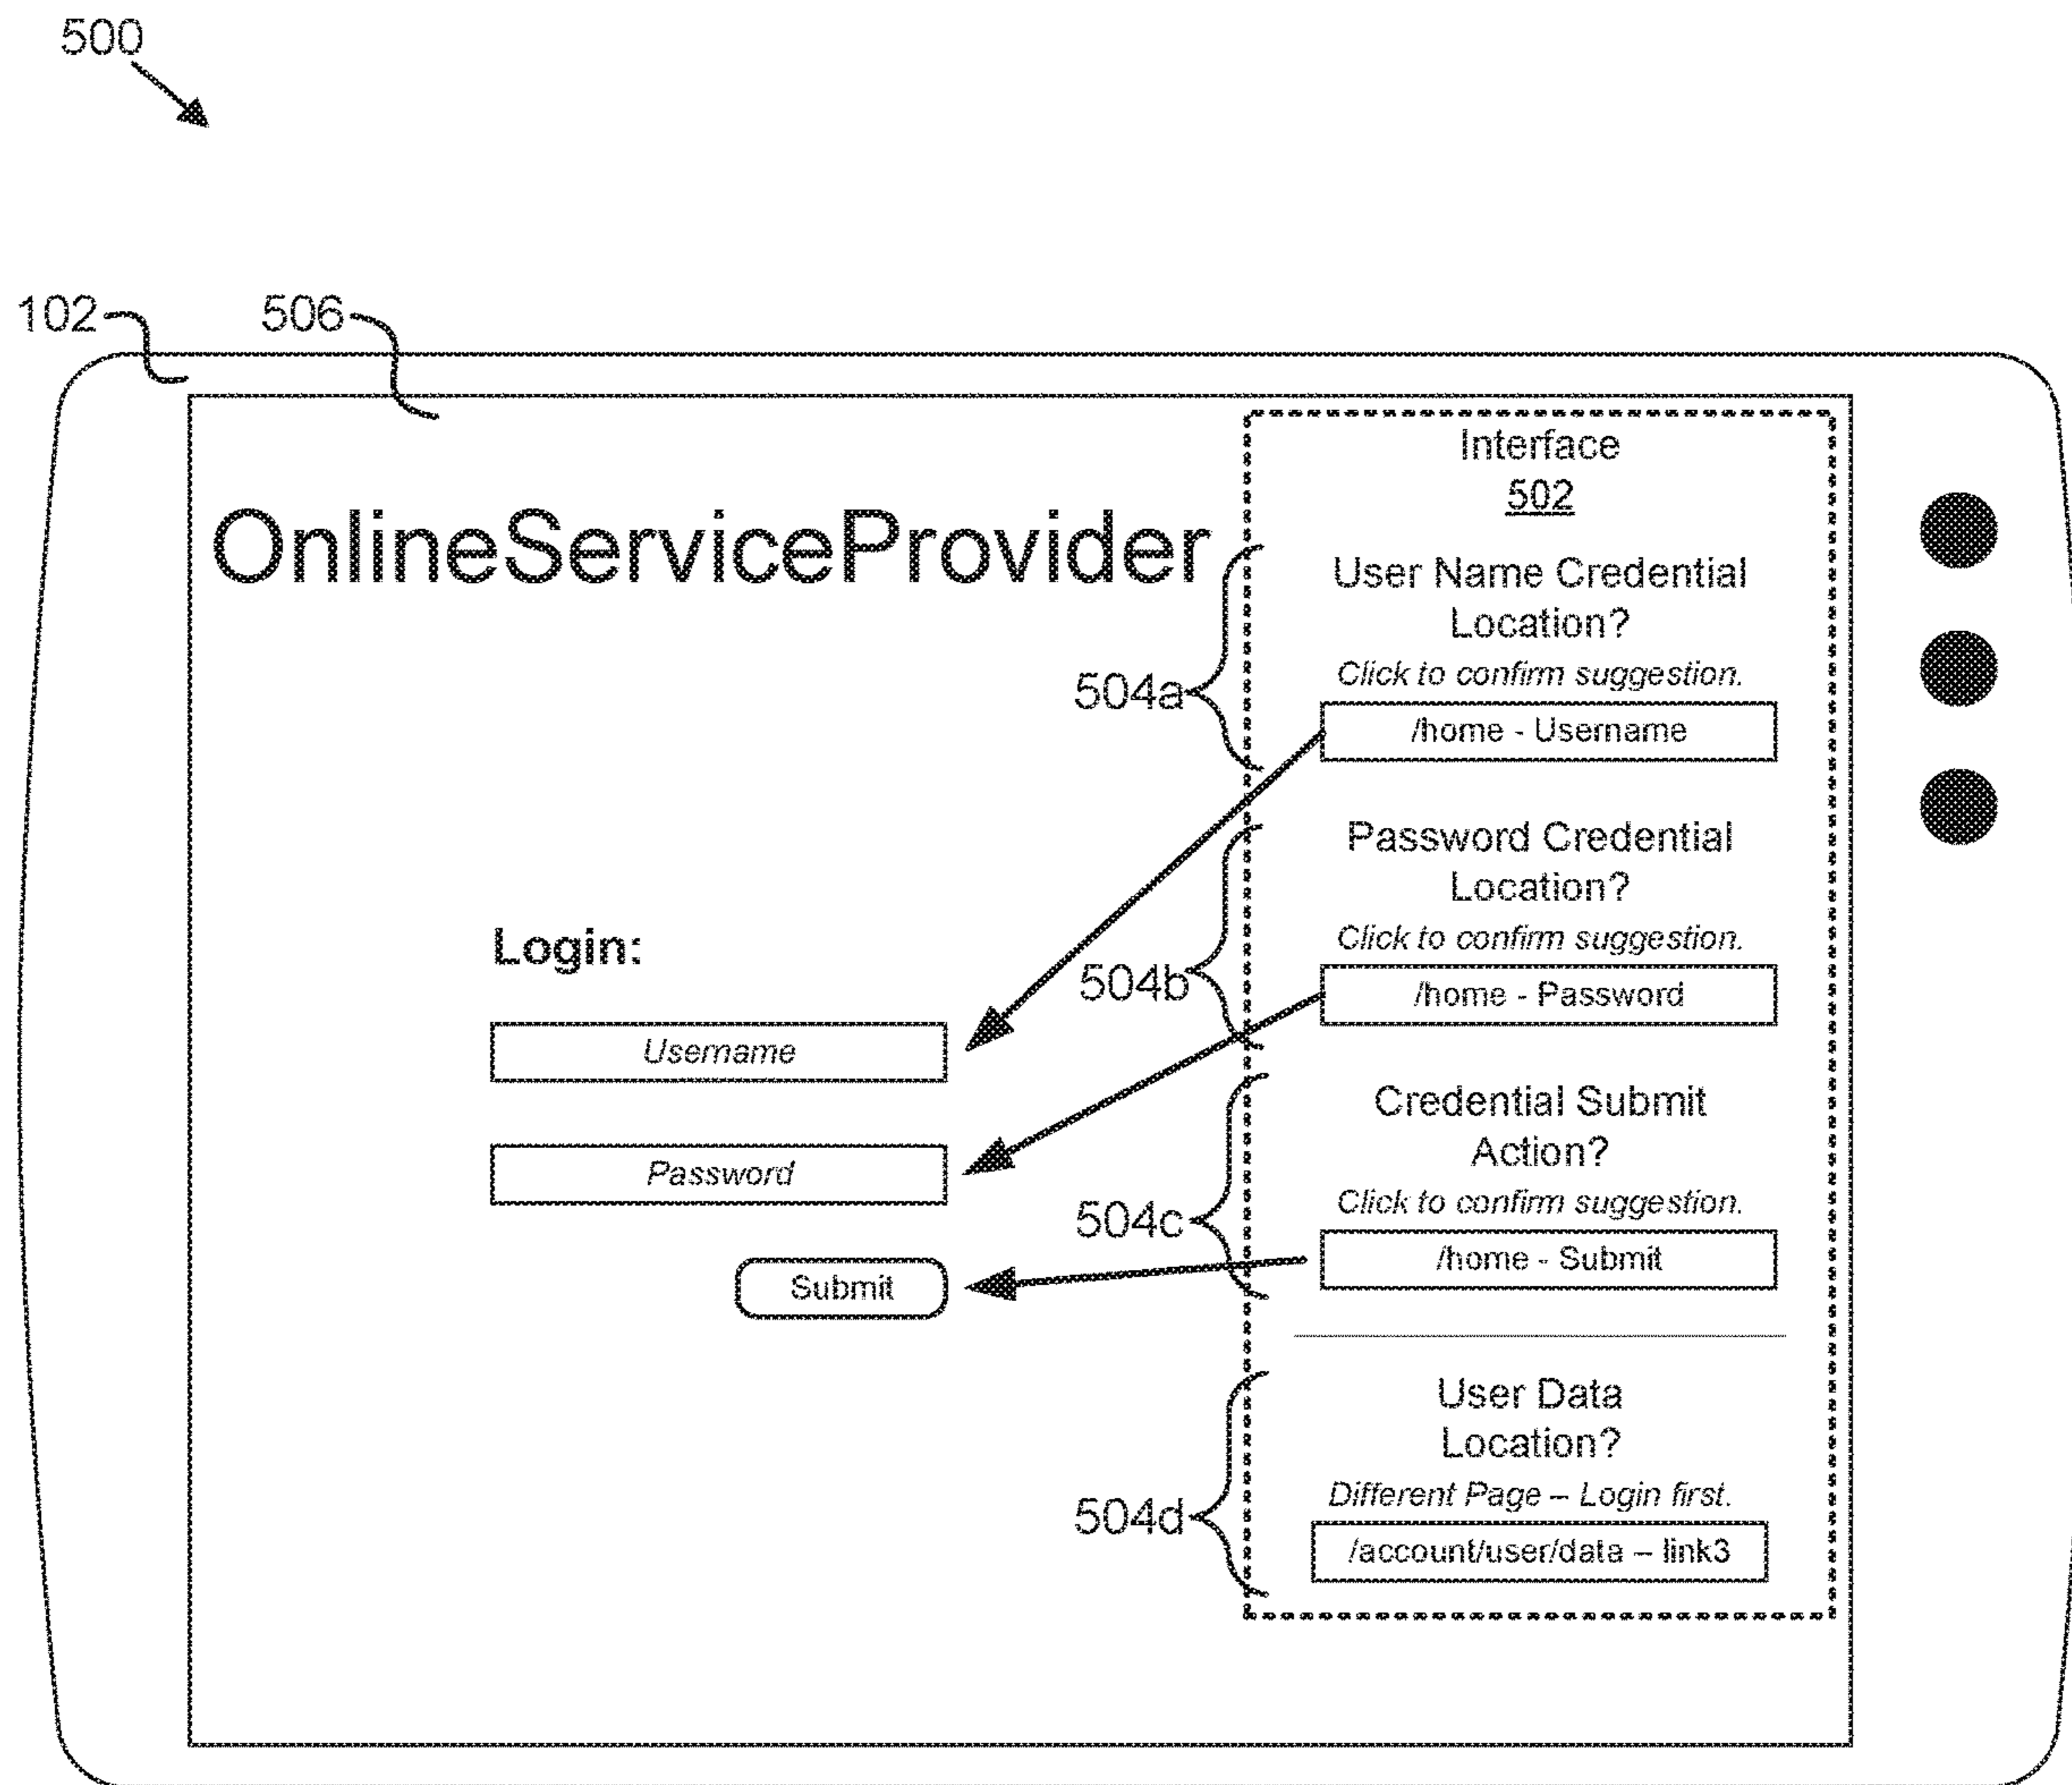 500
102
506
OnlineServiceProvider
Login:
Username
Password
Submit
Interface
502
504a
User Name Credential
Location?
Click to confirm suggestion.
/home - Username
504b
Password Credential
Location?
Click to confirm suggestion.
/home - Password
504c
Credential Submit
Action?
Click to confirm suggestion.
/home - Submit
504d
User Data
Location?
Different Page – Login first.
/account/user/data – link3